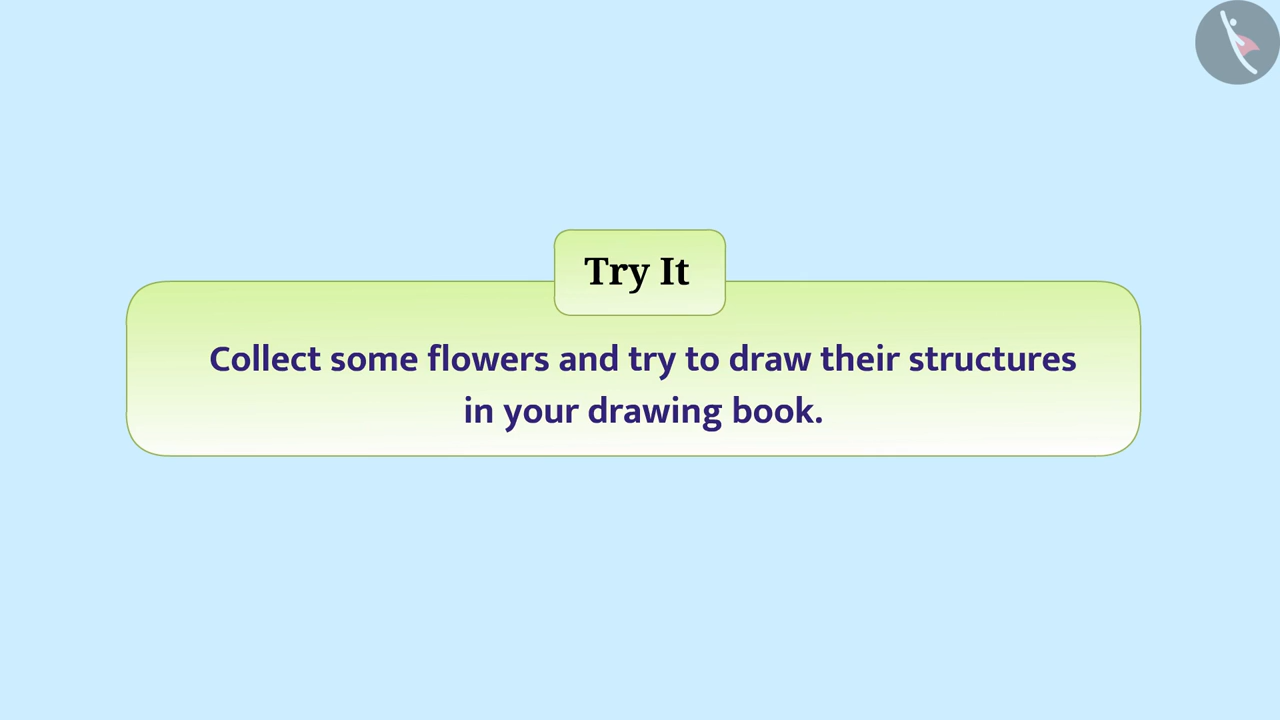 Try It
Collect some flowers and try to draw their structures
in your drawing book.